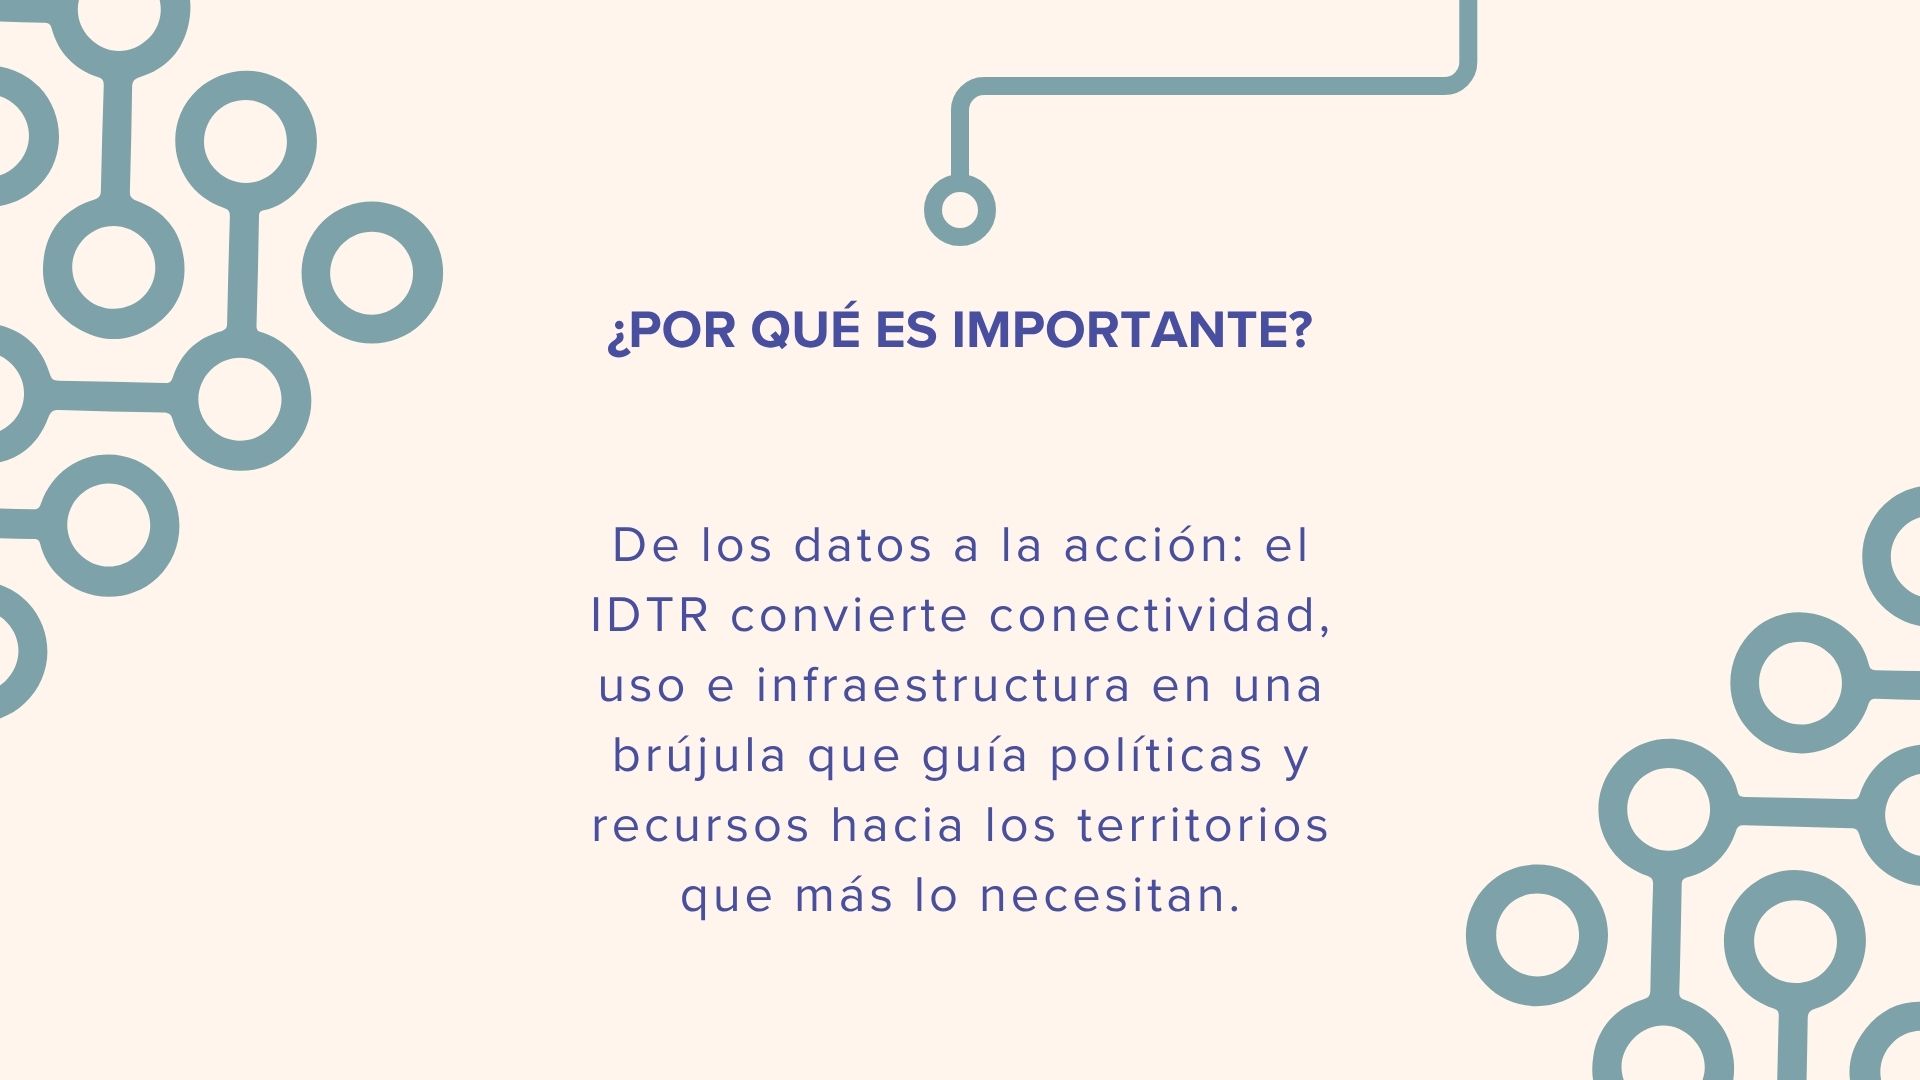 ¿POR QUÉ ES IMPORTANTE?
De los datos a la acción: el
IDTR convierte conectividad,
uso e infraestructura en una
brújula que guía políticas y
recursos hacia los territorios
que más lo necesitan.